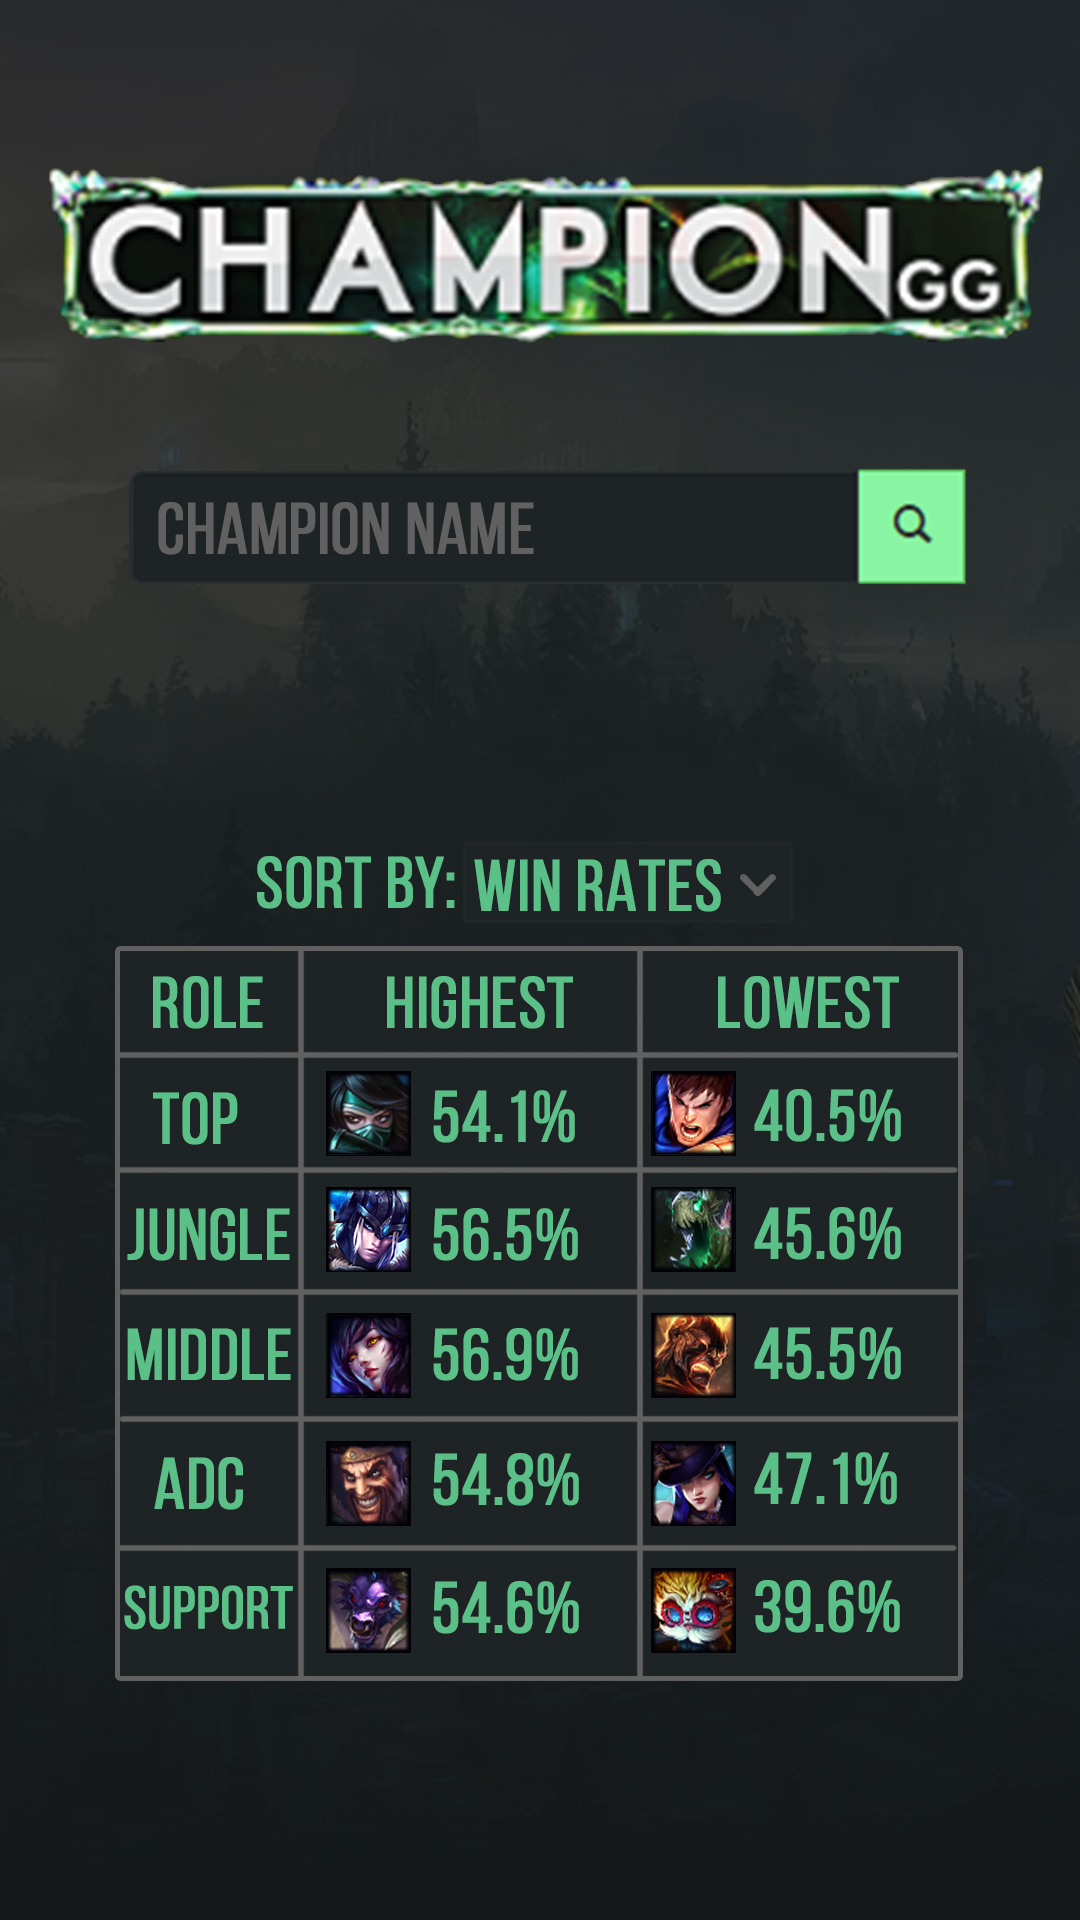 CHAMPIONGG
CHAMPION NAME
SORT BY: WIN RATES
ROLE HIGHEST LOWEST
TOP 54.1% 40.5%
JUNGLE 56.5% 45.6%
MIDDLE 56.9% 45.5%
ADC 54.8% 47.1%
SUPPORT 54.6% 39.6%